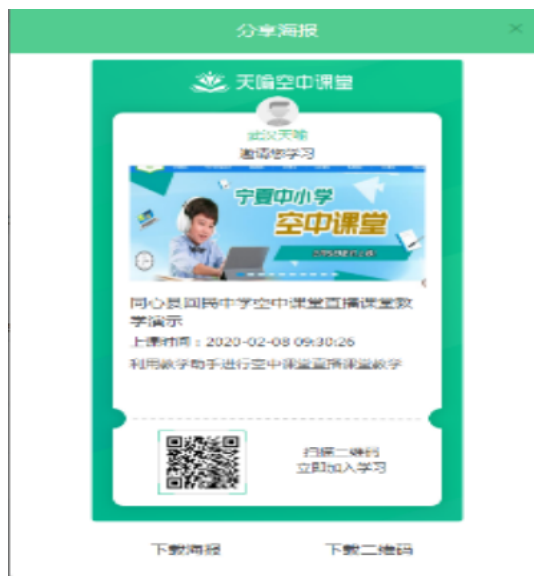 分享海报
天喻空中课堂
武汉天喻
邀请您学习
宁夏中小学
空中课堂
同心县回民中学空中课堂直播课堂教
学演示
上课时间：2020-02-08 09:30:26
利用教学助手进行空中课堂直播课堂教学
扫描二维码
立即加入学习
下载海报
下载二维码